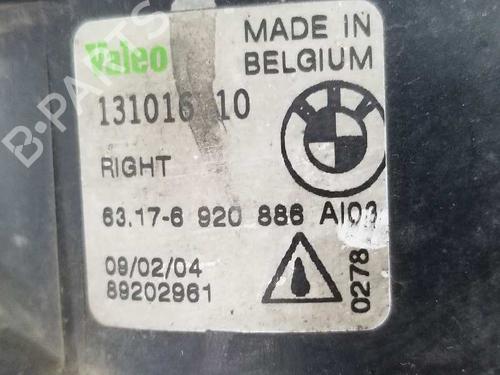 Valeo
MADE IN
BELGIUM
131016 10
BMW
RIGHT
63.17-6 920 886 AI03
09/02/04
89202961
0278
B-PARTS